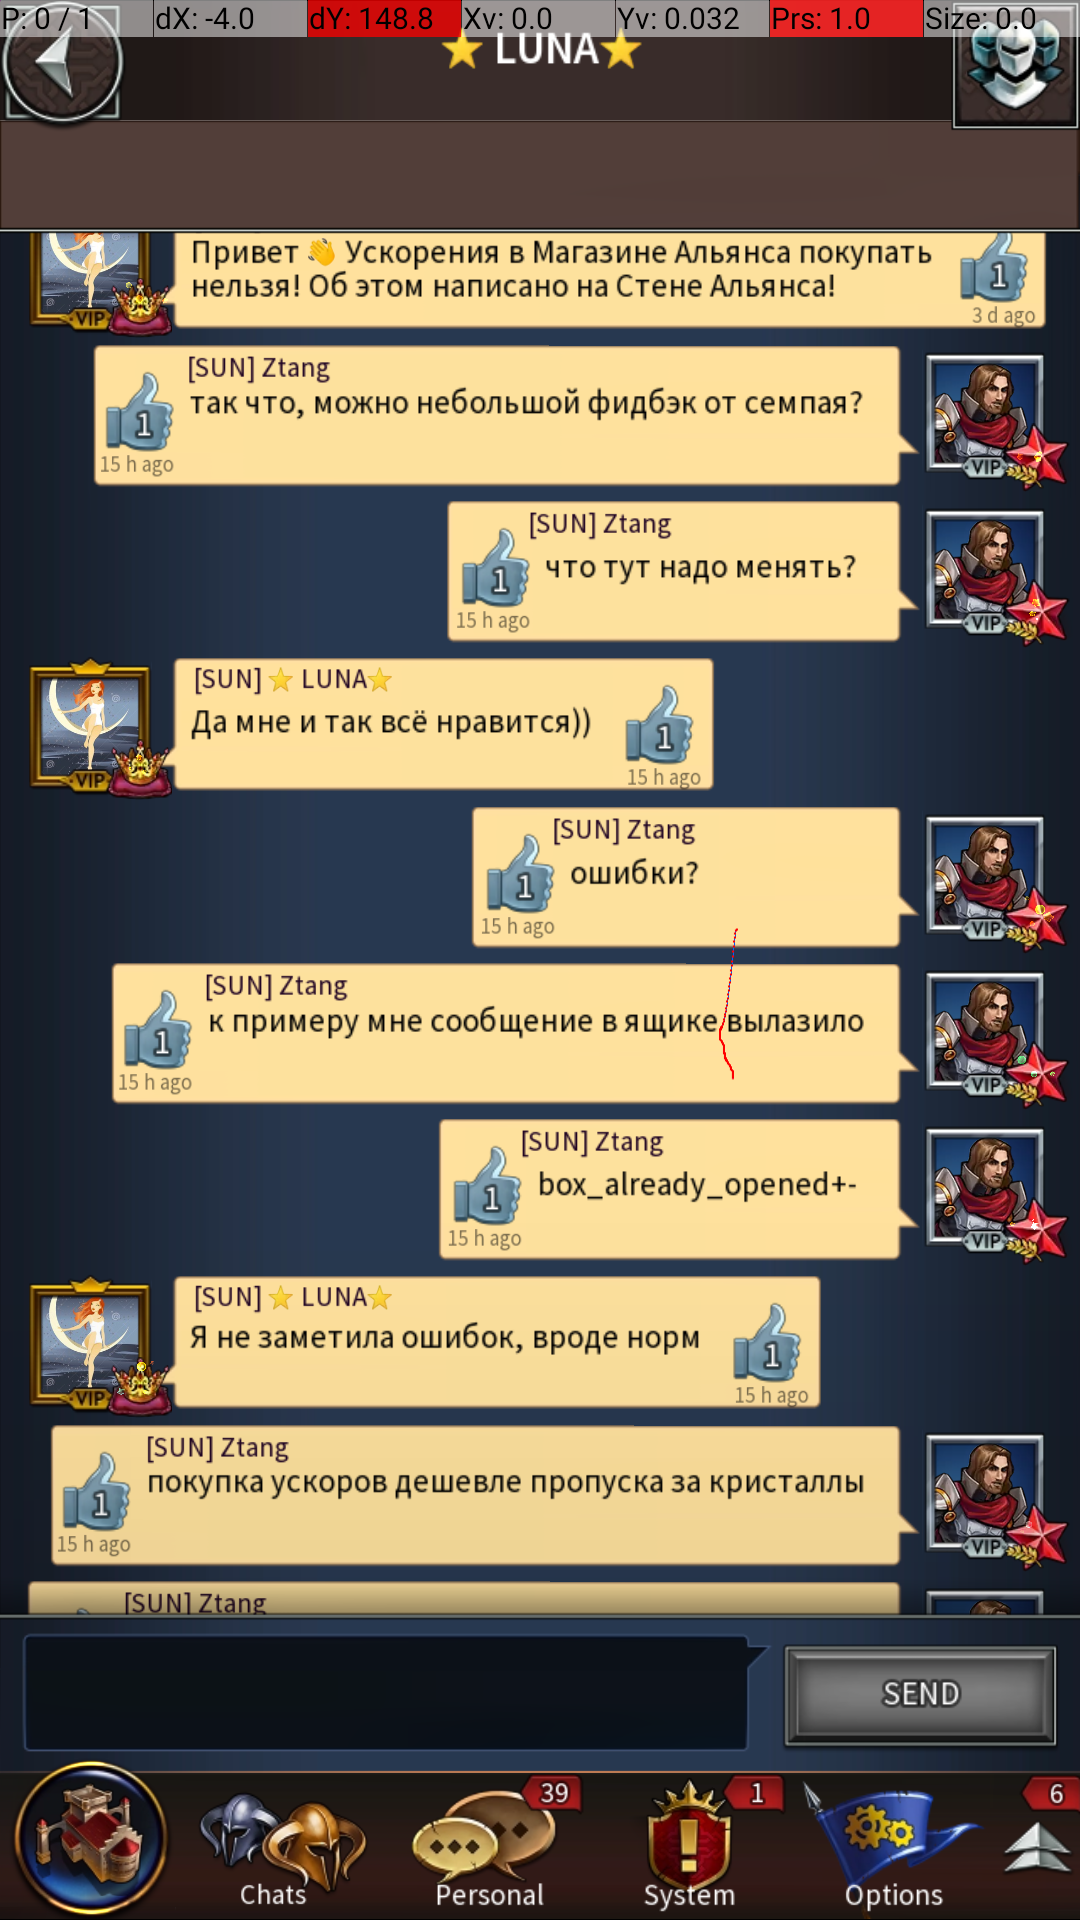 P: 0 / 1 dX: -4.0 dY: 148.8 Xv: 0.0 Yv: 0.032 Prs: 1.0 Size: 0.0
⭐ LUNA⭐
Привет 👋 Ускорения в Магазине Альянса покупать
нельзя! Об этом написано на Стене Альянса!
1
3 d ago
VIP
[SUN] Ztang
так что, можно небольшой фидбэк от семпая?
1
15 h ago
VIP
[SUN] Ztang
что тут надо менять?
1
15 h ago
VIP
[SUN] ⭐ LUNA⭐
Да мне и так всё нравится))
1
15 h ago
VIP
[SUN] Ztang
ошибки?
1
15 h ago
VIP
[SUN] Ztang
к примеру мне сообщение в ящике вылазило
1
15 h ago
VIP
[SUN] Ztang
box_already_opened+-
1
15 h ago
VIP
[SUN] ⭐ LUNA⭐
Я не заметила ошибок, вроде норм
1
15 h ago
VIP
[SUN] Ztang
покупка ускоров дешевле пропуска за кристаллы
1
15 h ago
VIP
[SUN] Ztang
SEND
39 1 6
Chats Personal System Options